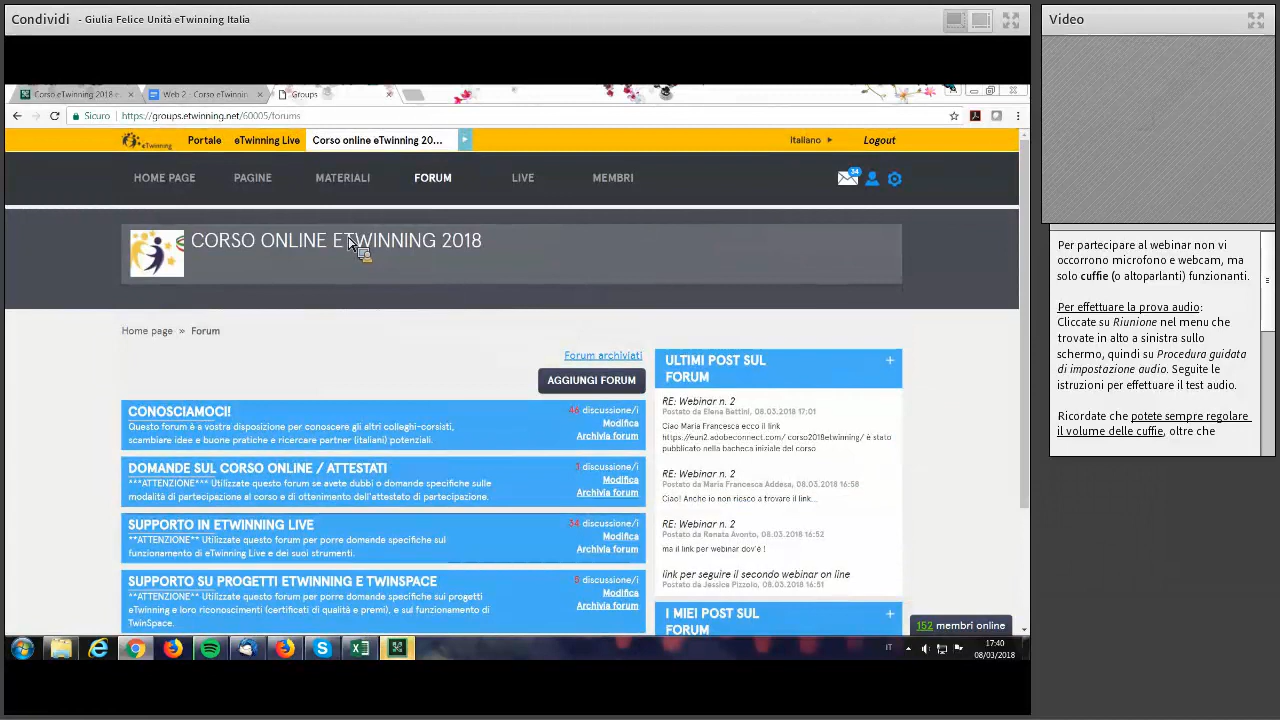 Condividi - Giulia Felice Unità eTwinning Italia
Video
Corso eTwinning 2018 e
Web 2 - Corso eTwinnin
Groups
Sicuro
https://groups.etwinning.net/60005/forums
eTwinning
Portale
eTwinning Live
Corso online eTwinning 20...
Italiano
Logout
HOME PAGE
PAGINE
MATERIALI
FORUM
LIVE
MEMBRI
34
CORSO ONLINE ETWINNING 2018
Home page » Forum
Forum archiviati
AGGIUNGI FORUM
CONOSCIAMOCI!
Questo forum è a vostra disposizione per conoscere gli altri colleghi-corsisti,
scambiare idee e buone pratiche e ricercare partner (italiani) potenziali.
46 discussione/i
Modifica
Archivia forum
DOMANDE SUL CORSO ONLINE / ATTESTATI
***ATTENZIONE*** Utilizzate questo forum se avete dubbi o domande specifiche sulle
modalità di partecipazione al corso e di ottenimento dell'attestato di partecipazione.
1 discussione/i
Modifica
Archivia forum
SUPPORTO IN ETWINNING LIVE
**ATTENZIONE** Utilizzate questo forum per porre domande specifiche sul
funzionamento di eTwinning Live e dei suoi strumenti.
34 discussione/i
Modifica
Archivia forum
SUPPORTO SU PROGETTI ETWINNING E TWINSPACE
**ATTENZIONE** Utilizzate questo forum per porre domande specifiche sui progetti
eTwinning e loro riconoscimenti (certificati di qualità e premi), e sul funzionamento di
TwinSpace.
discussione/i
Modifica
Archivia forum
ULTIMI POST SUL
FORUM
+
RE: Webinar n. 2
Postato da Elena Bettini, 08.03.2018 17:01
Ciao Maria Francesca ecco il link
https://eun2.adobeconnect.com/ corso2018etwinning/ è stato
pubblicato nella bacheca iniziale del corso
RE: Webinar n. 2
Postato da Maria Francesca Addesa, 08.03.2018 16:58
Ciao! Anche io non riesco a trovare il link...
RE: Webinar n. 2
Postato da Renata Avonto, 08.03.2018 16:52
ma il link per webinar dov'è !
link per seguire il secondo webinar on line
Postato da Jessica Pizzolo, 08.03.2018 16:51
I MIEI POST SUL
FORUM
+
152 membri online
IT
17:40
08/03/2018
Per partecipare al webinar non vi
occorrono microfono e webcam, ma
solo cuffie (o altoparlanti) funzionanti.
Per effettuare la prova audio:
Cliccate su Riunione nel menu che
trovate in alto a sinistra sullo
schermo, quindi su Procedura guidata
di impostazione audio. Seguite le
istruzioni per effettuare il test audio.
Ricordate che potete sempre regolare
il volume delle cuffie, oltre che